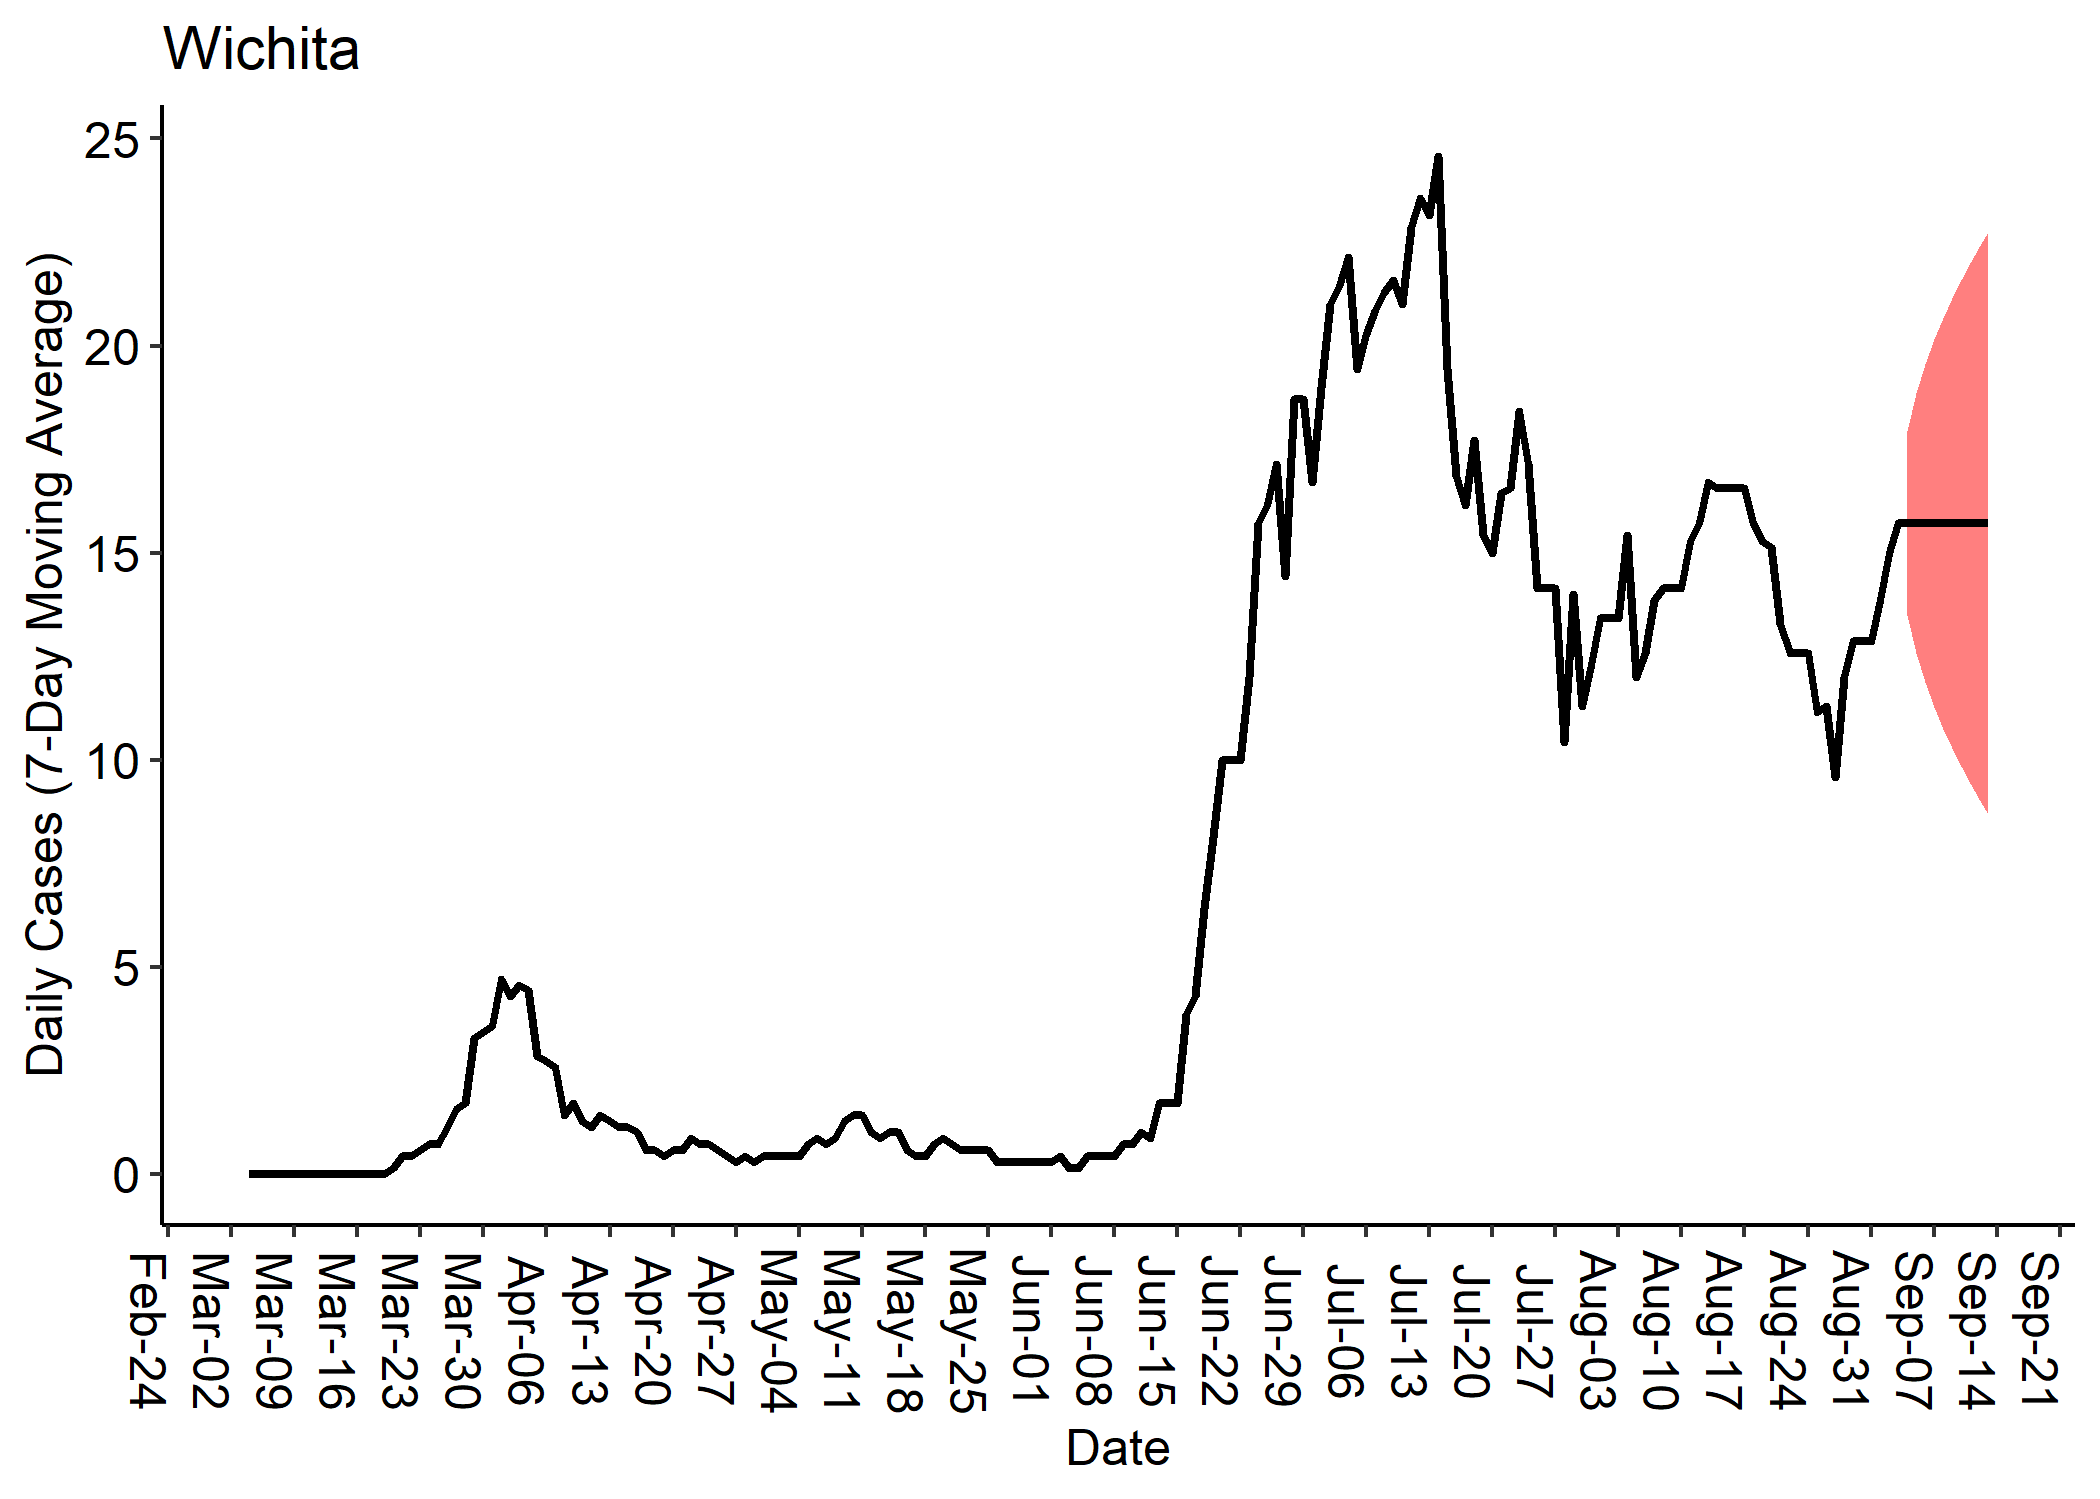 Wichita
Daily Cases (7-Day Moving Average)
25
20
15
10
5
0
Feb-24
Mar-02
Mar-09
Mar-16
Mar-23
Mar-30
Apr-06
Apr-13
Apr-20
Apr-27
May-04
May-11
May-18
May-25
Jun-01
Jun-08
Jun-15
Jun-22
Jun-29
Jul-06
Jul-13
Jul-20
Jul-27
Aug-03
Aug-10
Aug-17
Aug-24
Aug-31
Sep-07
Sep-14
Sep-21
Date